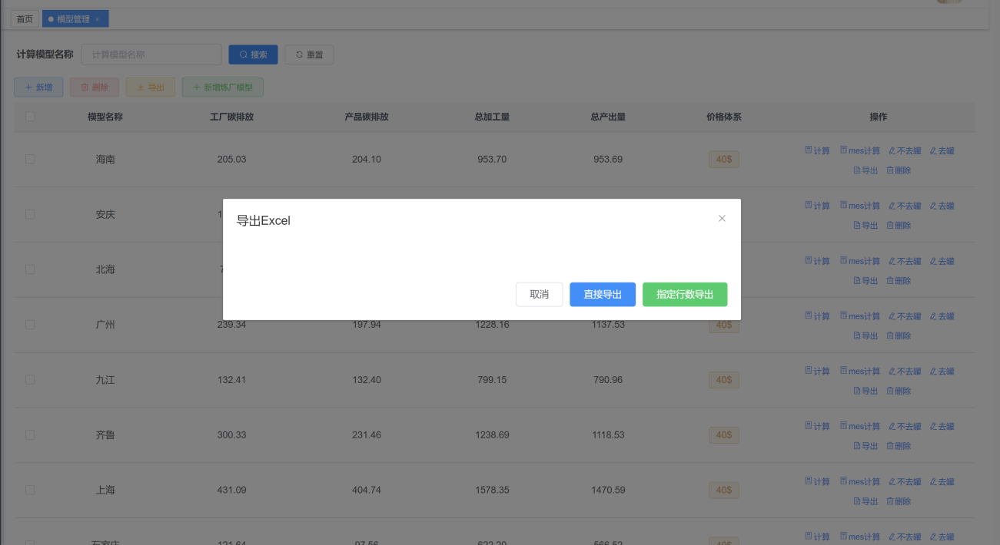 首页 模型管理 ×
计算模型名称 计算模型名称 搜索 重置
新增 删除 导出 新增炼厂模型
模型名称 工厂碳排放 产品碳排放 总加工量 总产出量 价格体系 操作
海南 205.03 204.10 953.70 953.69 40$ 计算 mes计算 不去罐 去罐
导出 删除
安庆 计算 mes计算 不去罐 去罐
导出 删除
导出Excel
北海 计算 mes计算 不去罐 去罐
导出 删除
取消 直接导出 指定行数导出
广州 239.34 197.94 1228.16 1137.53 40$ 计算 mes计算 不去罐 去罐
导出 删除
九江 132.41 132.40 799.15 790.96 40$ 计算 mes计算 不去罐 去罐
导出 删除
齐鲁 300.33 231.46 1238.69 1118.53 40$ 计算 mes计算 不去罐 去罐
导出 删除
上海 431.09 404.74 1578.35 1470.59 40$ 计算 mes计算 不去罐 去罐
导出 删除
石家庄 121.64 97.56 622.20 566.52 40$ 计算 mes计算 不去罐 去罐